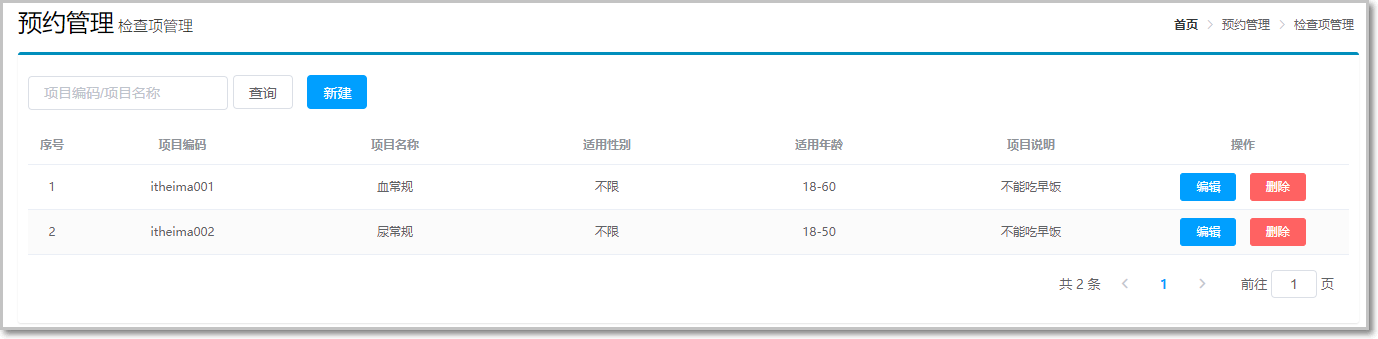 预约管理 检查项管理 首页 > 预约管理 > 检查项管理
项目编码/项目名称 查询 新建
序号 项目编码 项目名称 适用性别 适用年龄 项目说明 操作
1 itheima001 血常规 不限 18-60 不能吃早饭 编辑 删除
2 itheima002 尿常规 不限 18-50 不能吃早饭 编辑 删除
共 2 条 < 1 > 前往 1 页